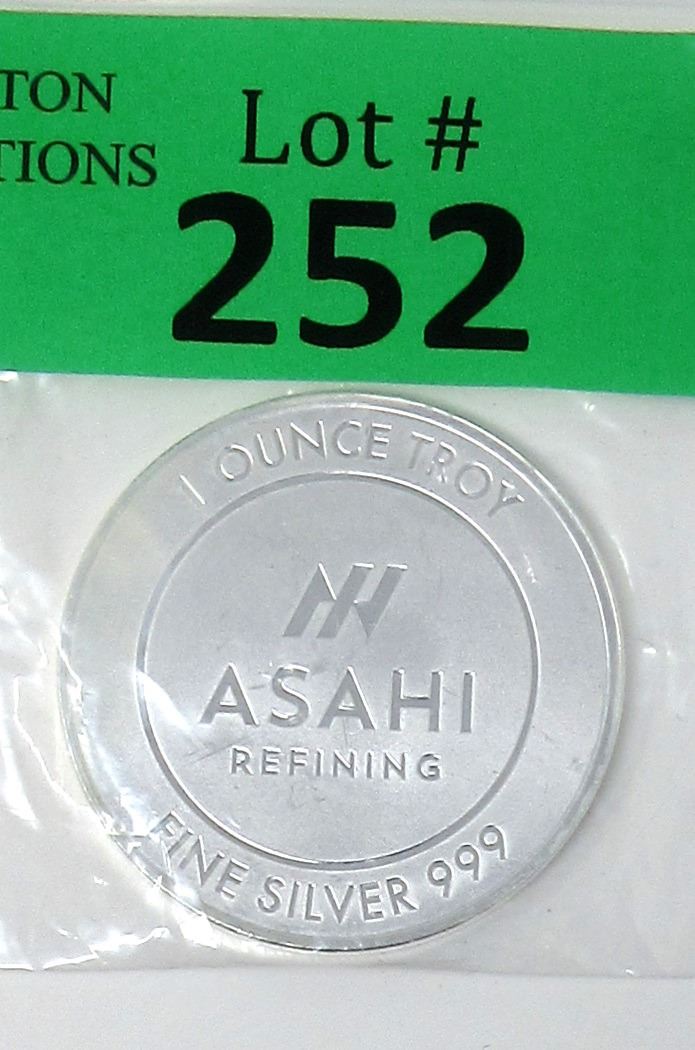 TON
TIONS
Lot #
252
1 OUNCE TROY
ASAHI
REFINING
FINE SILVER 999